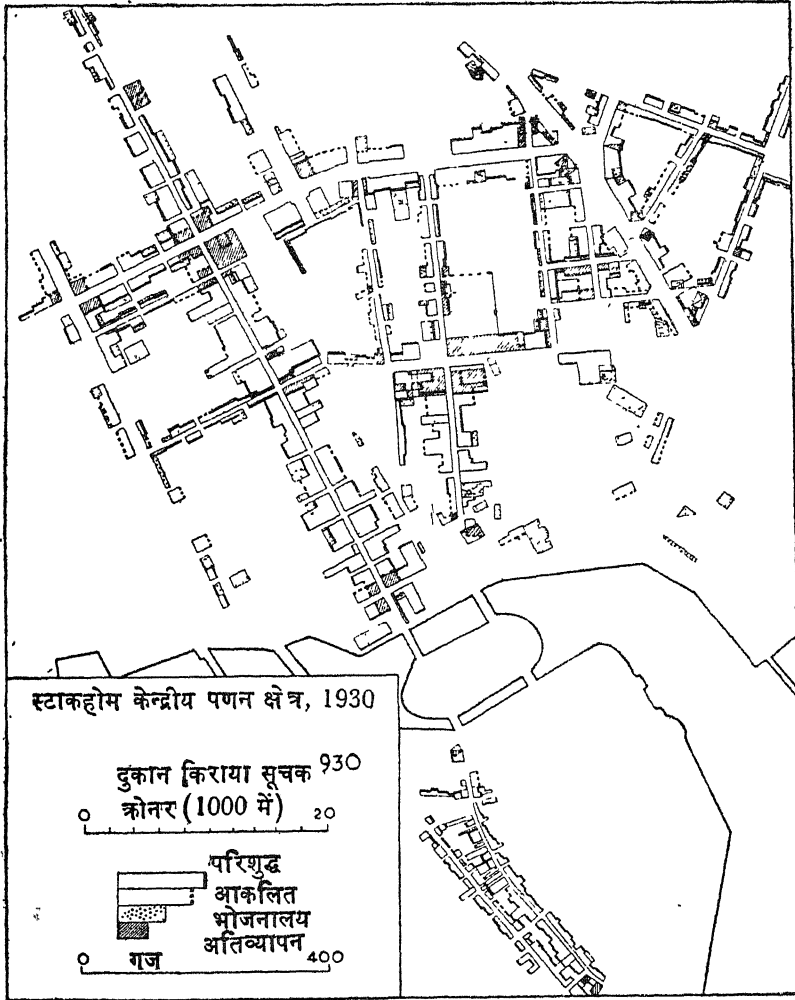 स्टाकहोम केन्द्रीय पणन क्षेत्र, 1930
दुकान किराया सूचक 930
क्रोनर (1000 में)
0 20
परिशुद्ध
आकलित
भोजनालय
अतिव्यापन
0 गज 400